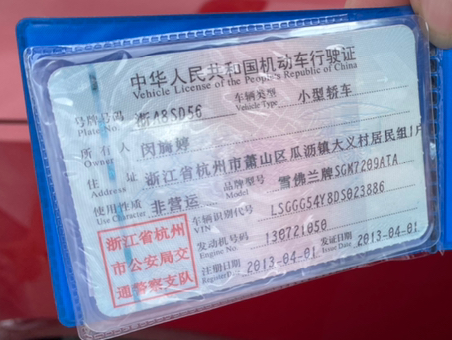 中华人民共和国机动车行驶证
Vehicle License of the People's Republic of China
号牌号码 浙A8SD56 车辆类型 小型轿车
Plate No. Vehicle Type
所有人 闵旖婷
Owner
住址 浙江省杭州市萧山区瓜沥镇大义村居民组1户
Address
使用性质 非营运 品牌型号 雪佛兰牌SGM7209ATA
Use Character Model
车辆识别代号 LSGGG54Y8DS023886
VIN
发动机号码 130721050
Engine No.
注册日期 2013-04-01 发证日期 2013-04-01
Register Date Issue Date
浙江省杭州
市公安局交
通警察支队